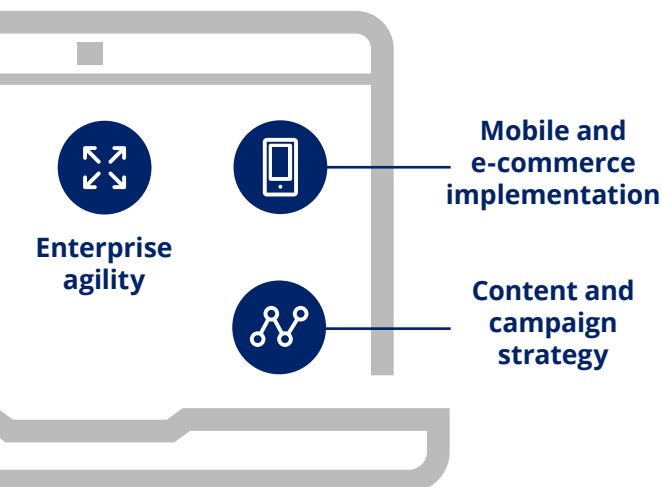 Mobile and
e-commerce
implementation
Enterprise
agility
Content and
campaign
strategy